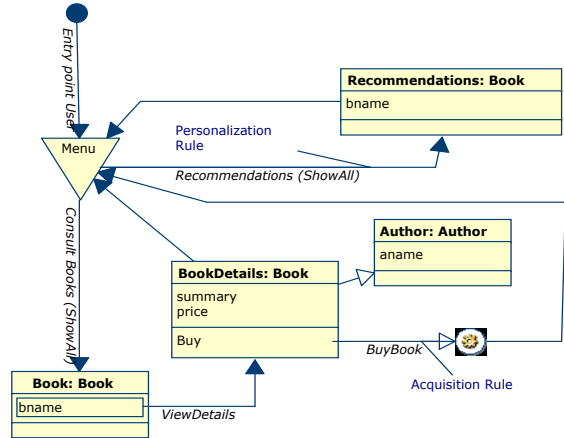 Entry point User
Recommendations: Book
bname
Personalization
Rule
Menu
Recommendations (ShowAll)
Consult Books (ShowAll)
Author: Author
aname
BookDetails: Book
summary
price
Buy
BuyBook
Acquisition Rule
Book: Book
bname
ViewDetails